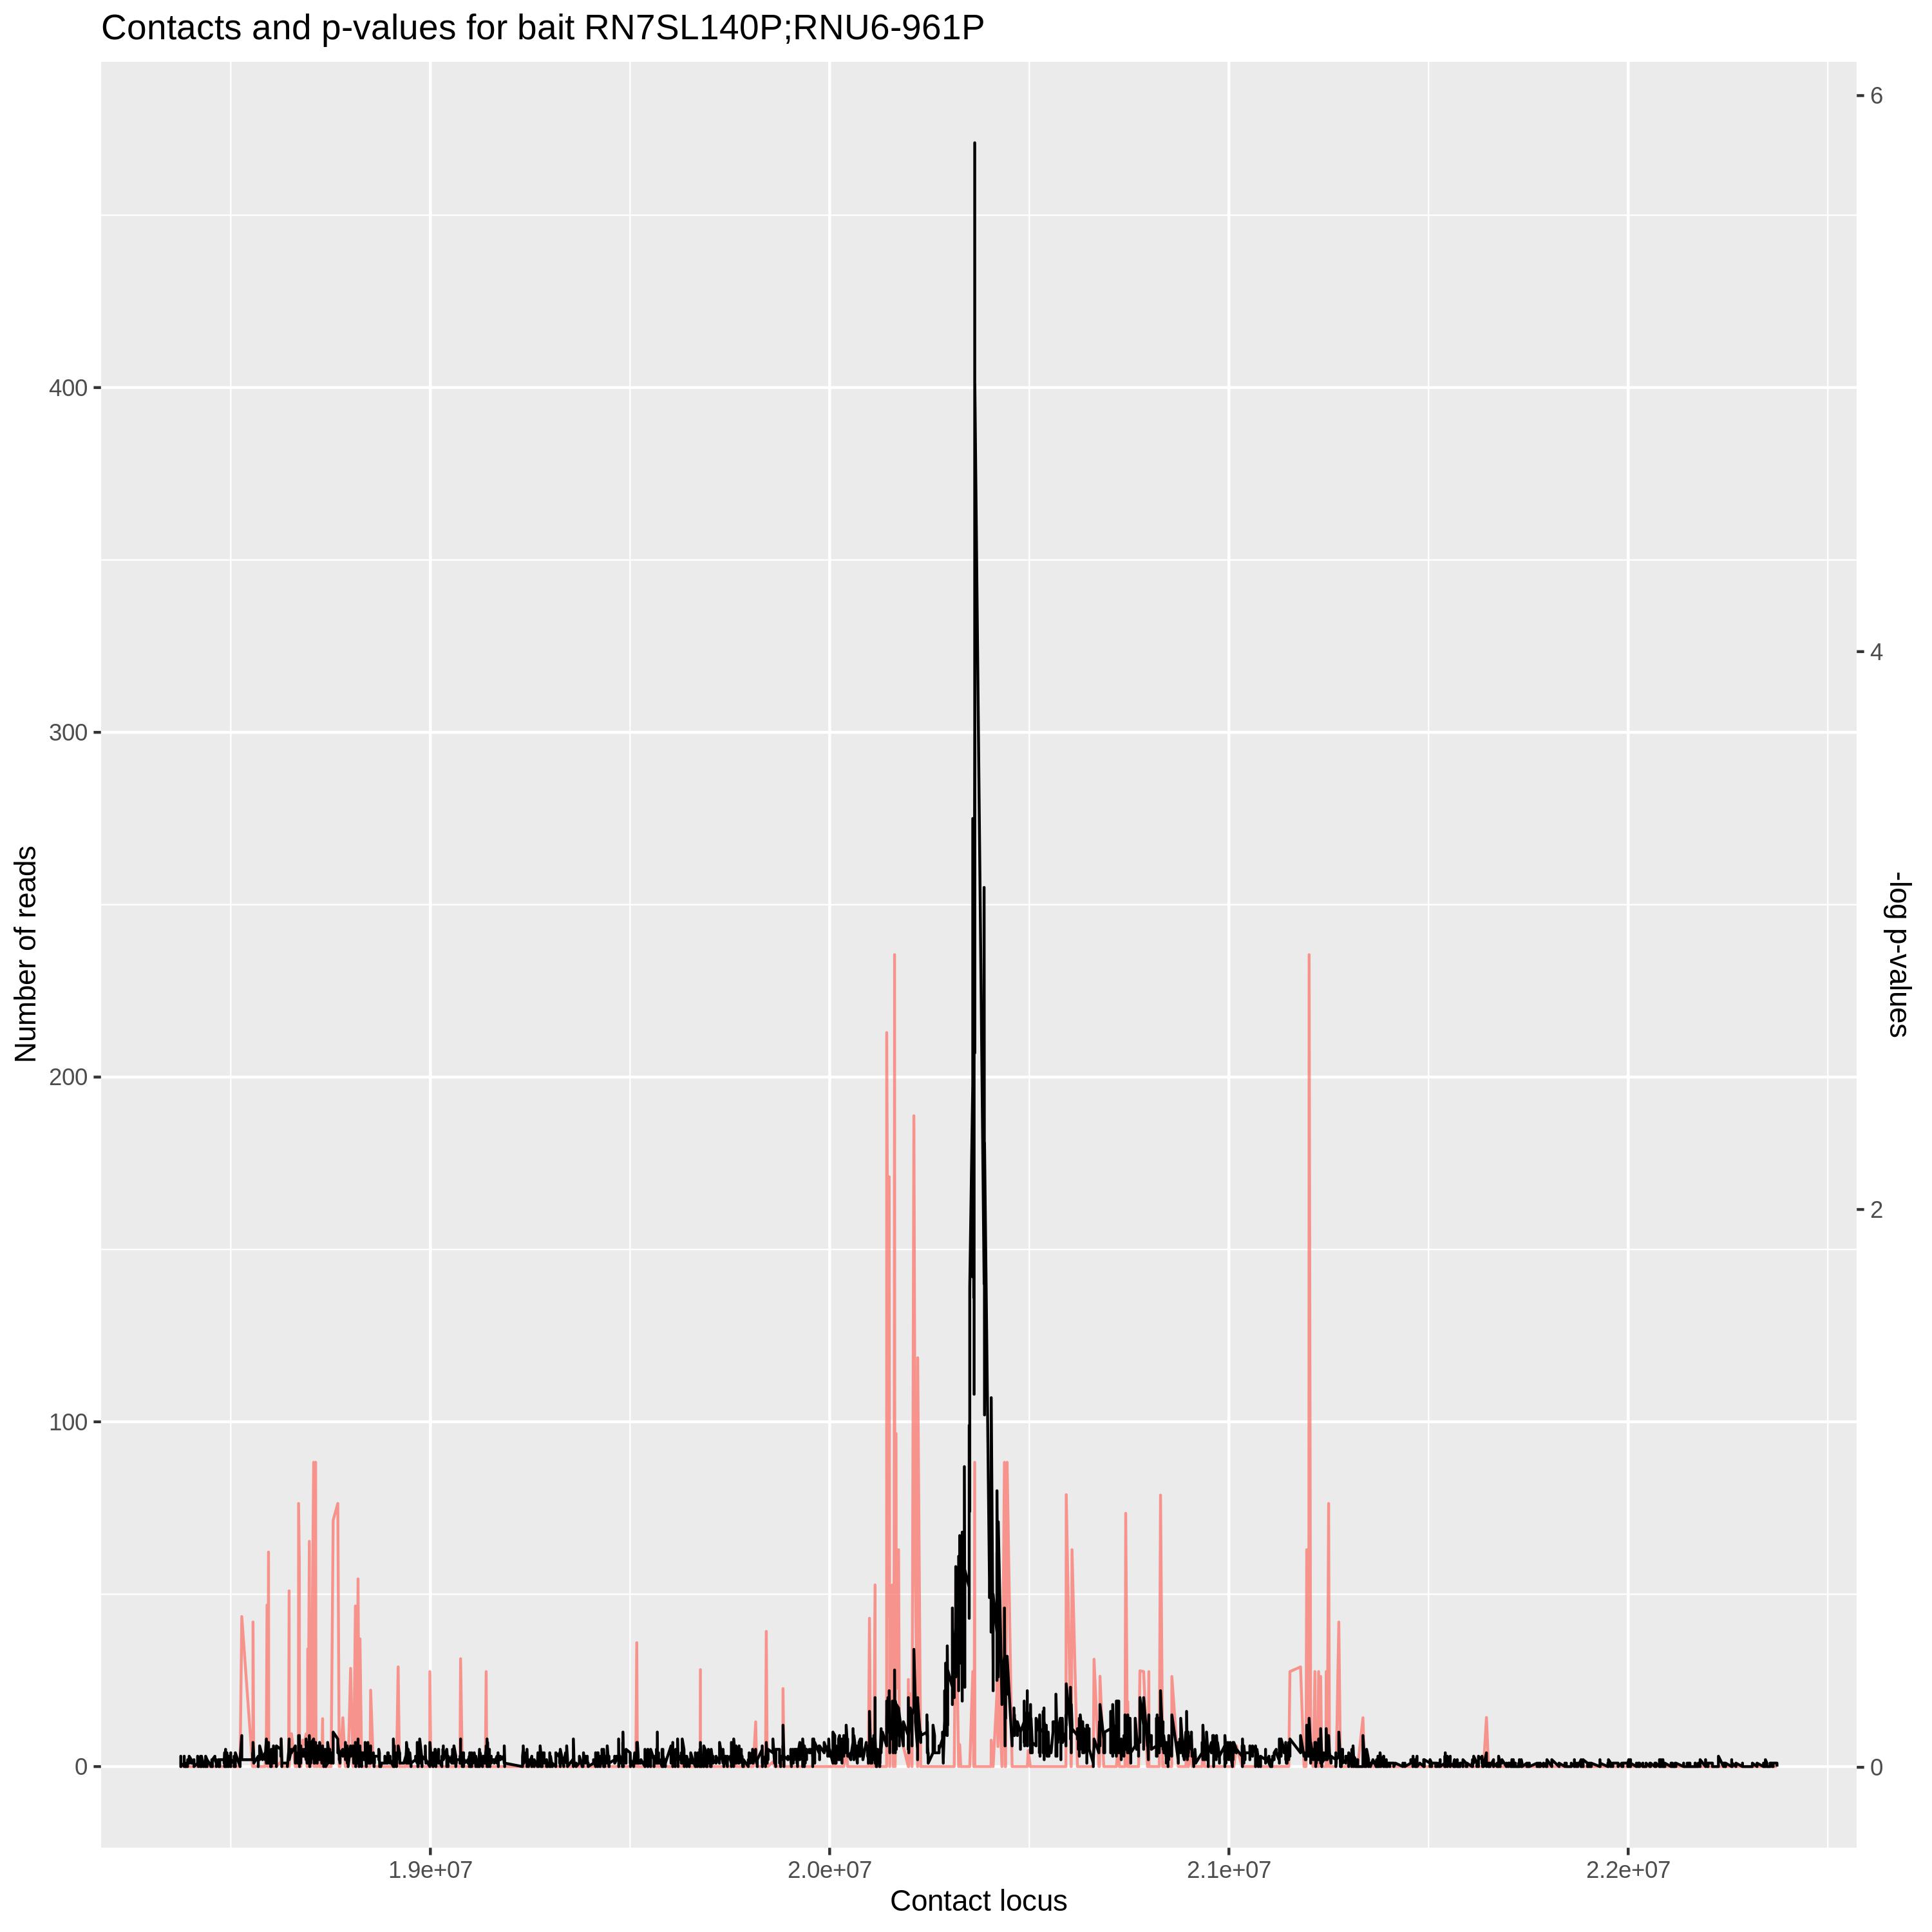 Contacts and p-values for bait RN7SL140P;RNU6-961P
Number of reads
400
300
200
100
0
6
4
2
0
-log p-values
1.9e+07
2.0e+07
2.1e+07
2.2e+07
Contact locus